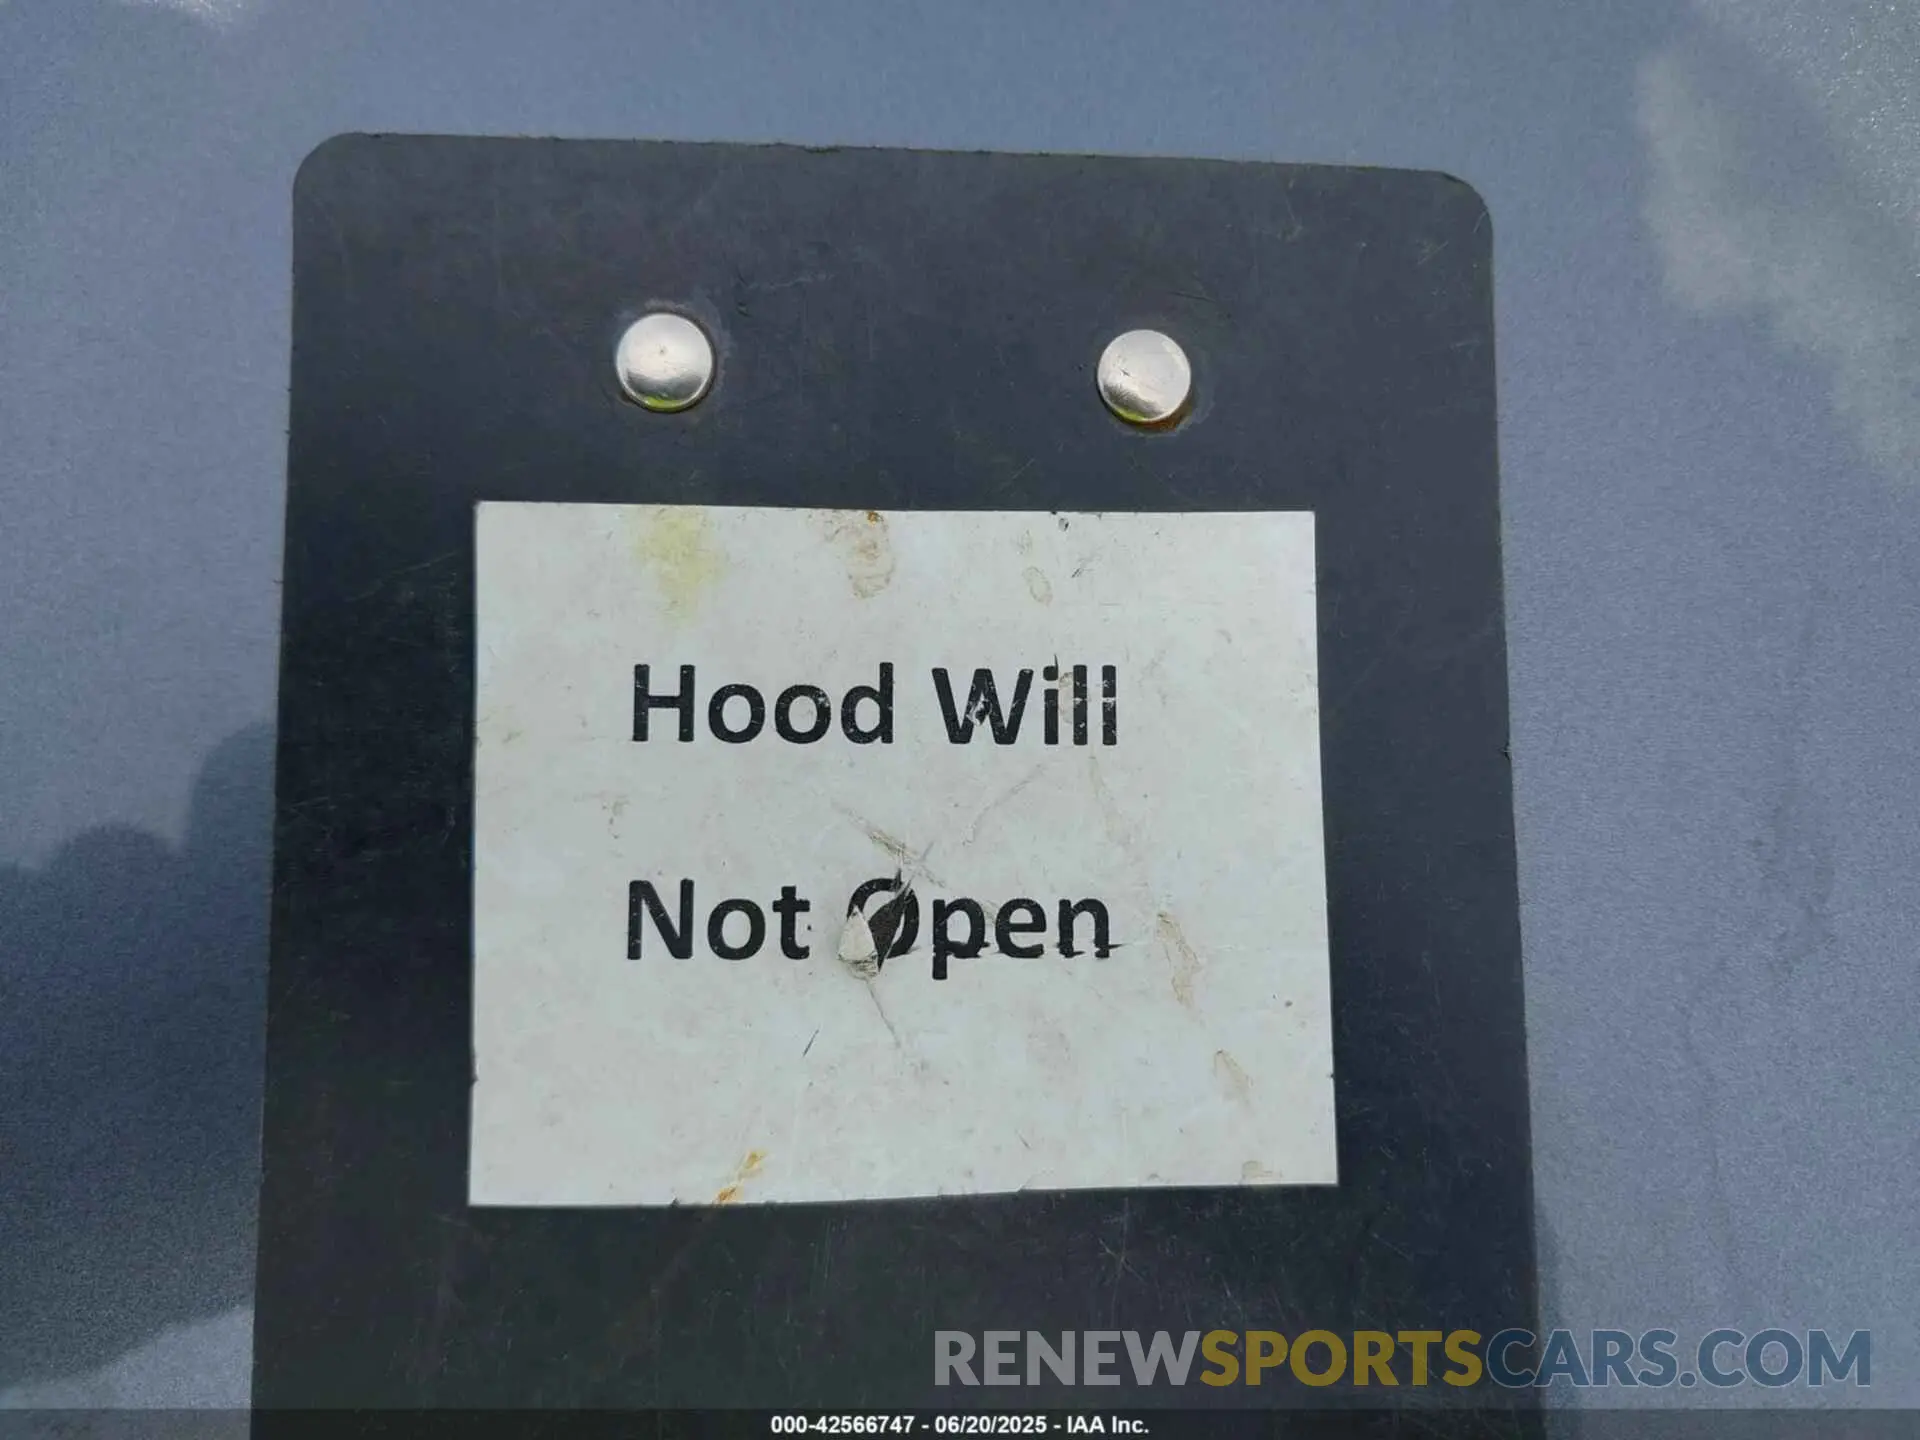 Hood Will
Not Open
RENEWSPORTSCARS.COM
000-42566747 - 06/20/2025 - IAA Inc.